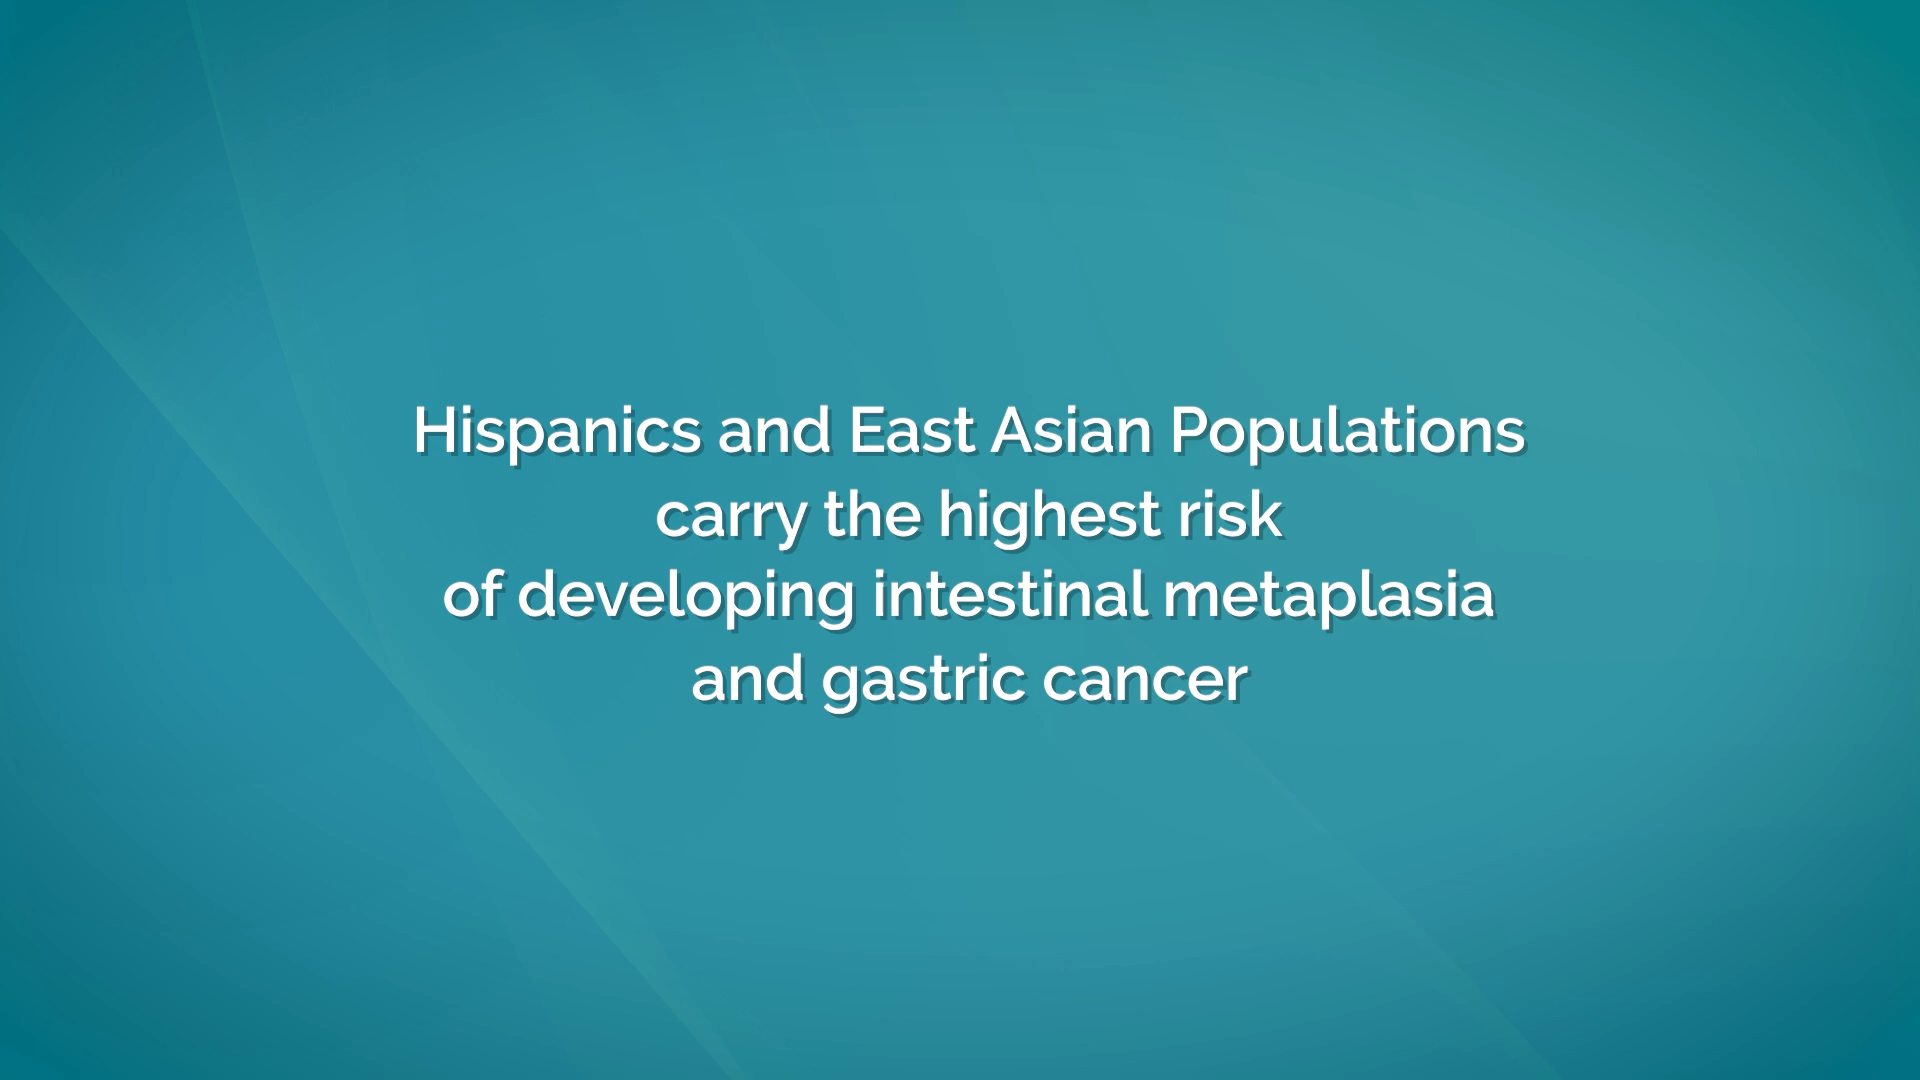 Hispanics and East Asian Populations
carry the highest risk
of developing intestinal metaplasia
and gastric cancer